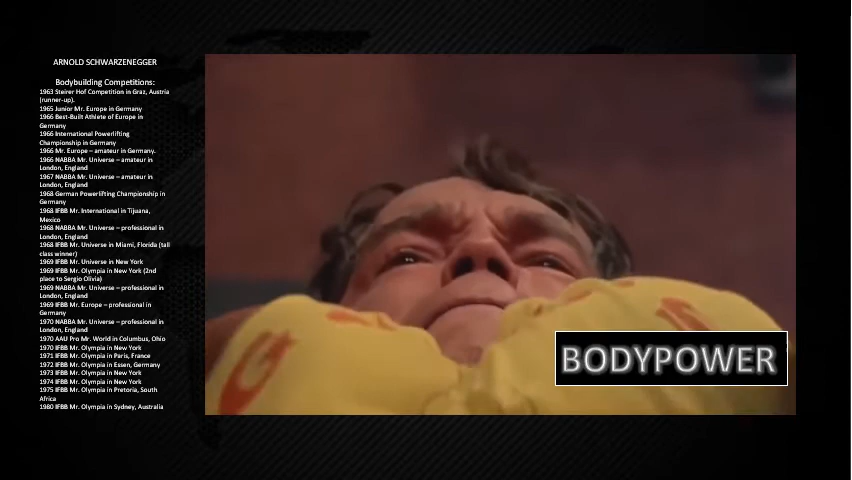 ARNOLD SCHWARZENEGGER
Bodybuilding Competitions:
1963 Steirer Hof Competition in Graz, Austria
(runner-up).
1965 Junior Mr. Europe in Germany
1966 Best-Built Athlete of Europe in
Germany
1966 International Powerlifting
Championship in Germany
1966 Mr. Europe – amateur in Germany.
1966 NABBA Mr. Universe – amateur in
London, England
1967 NABBA Mr. Universe – amateur in
London, England
1968 German Powerlifting Championship in
Germany
1968 IFBB Mr. International in Tijuana,
Mexico
1968 NABBA Mr. Universe – professional in
London, England
1968 IFBB Mr. Universe in Miami, Florida (tall
class winner)
1969 IFBB Mr. Universe in New York
1969 IFBB Mr. Olympia in New York (2nd
place to Sergio Olivia)
1969 NABBA Mr. Universe – professional in
London, England
1969 IFBB Mr. Europe – professional in
Germany
1970 NABBA Mr. Universe – professional in
London, England
1970 AAU Pro Mr. World in Columbus, Ohio
1970 IFBB Mr. Olympia in New York
1971 IFBB Mr. Olympia in Paris, France
1972 IFBB Mr. Olympia in Essen, Germany
1973 IFBB Mr. Olympia in New York
1974 IFBB Mr. Olympia in New York
1975 IFBB Mr. Olympia in Pretoria, South
Africa
1980 IFBB Mr. Olympia in Sydney, Australia
BODYPOWER